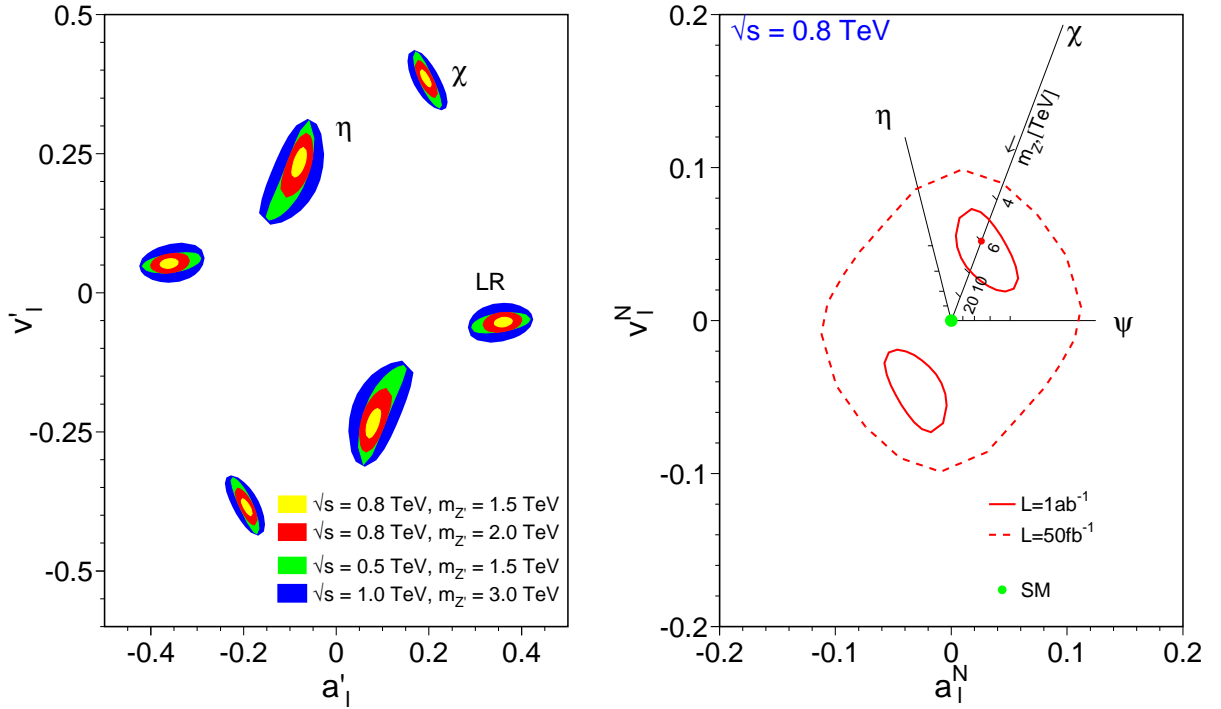 0.5
0.25
0
-0.25
-0.5
v'l
χ
η
LR
√s = 0.8 TeV, mZ' = 1.5 TeV
√s = 0.8 TeV, mZ' = 2.0 TeV
√s = 0.5 TeV, mZ' = 1.5 TeV
√s = 1.0 TeV, mZ' = 3.0 TeV
-0.4 -0.2 0 0.2 0.4
a'l
0.2
0.1
0
-0.1
-0.2
vlN
√s = 0.8 TeV
χ
η
mZ' [TeV]
←
4
6
10
20
ψ
L=1ab-1
L=50fb-1
SM
-0.2 -0.1 0 0.1 0.2
alN